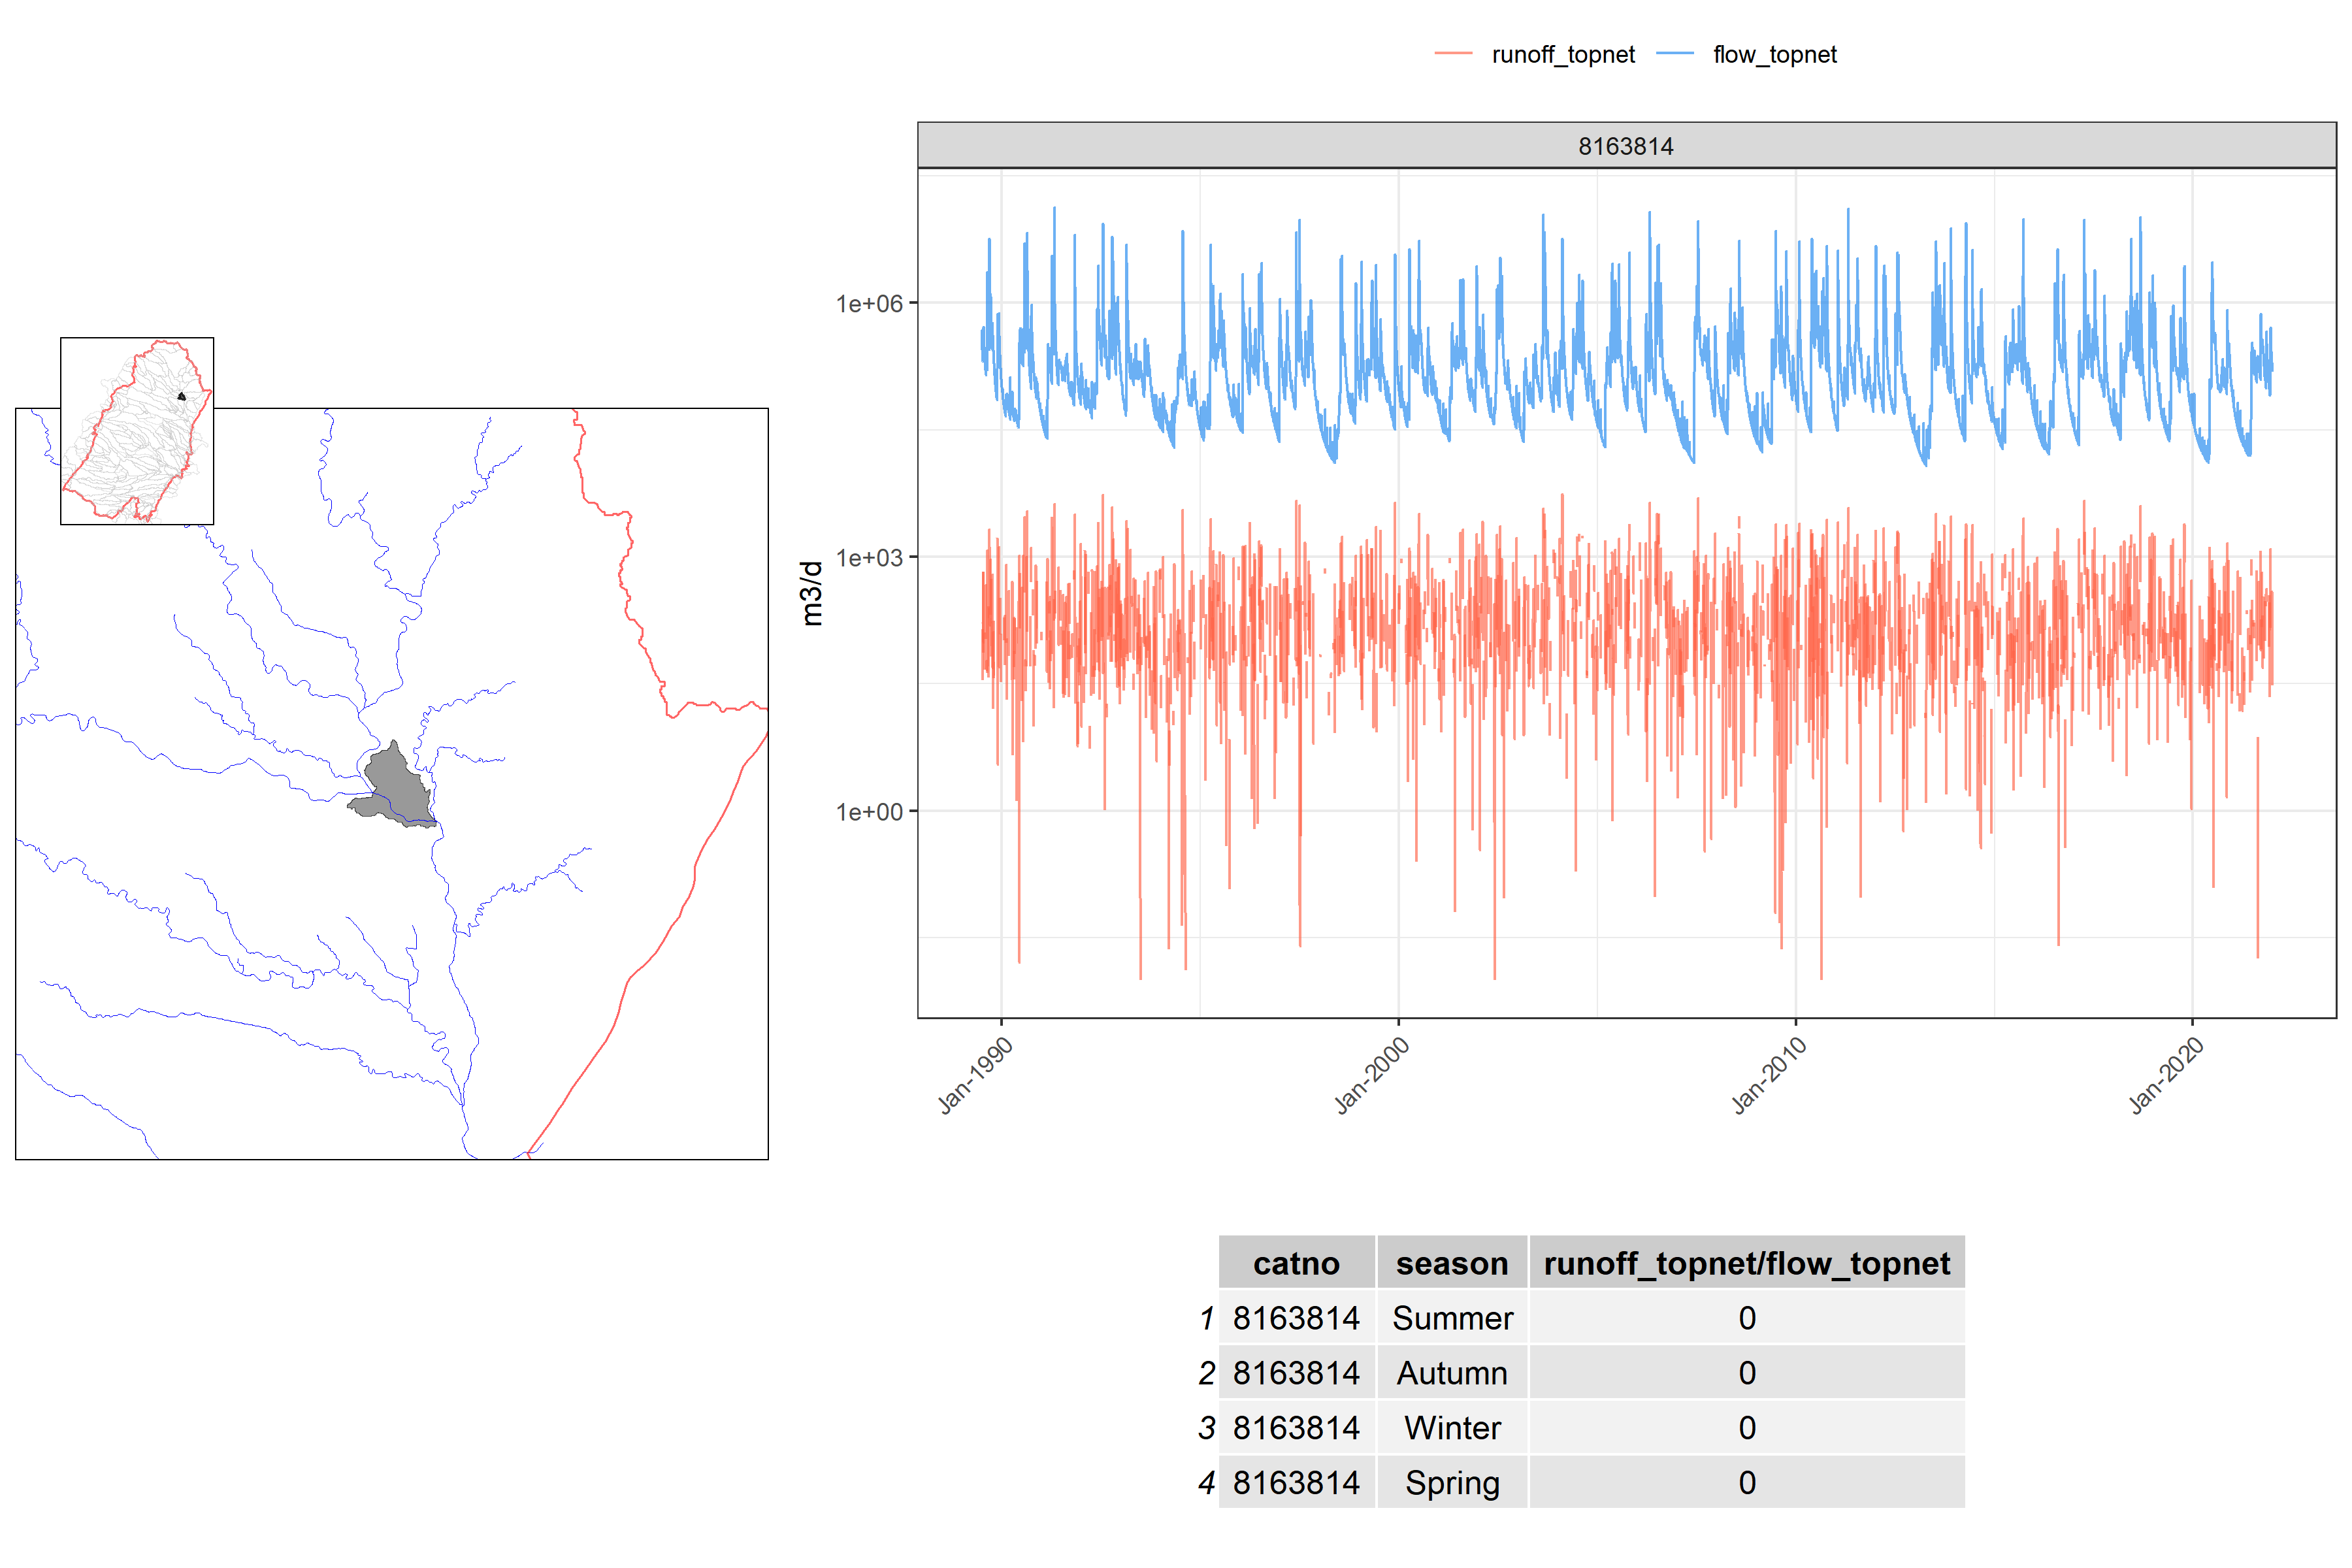 runoff_topnet flow_topnet
8163814
m3/d
1e+06
1e+03
1e+00
Jan-1990 Jan-2000 Jan-2010 Jan-2020
catno season runoff_topnet/flow_topnet
1 8163814 Summer 0
2 8163814 Autumn 0
3 8163814 Winter 0
4 8163814 Spring 0